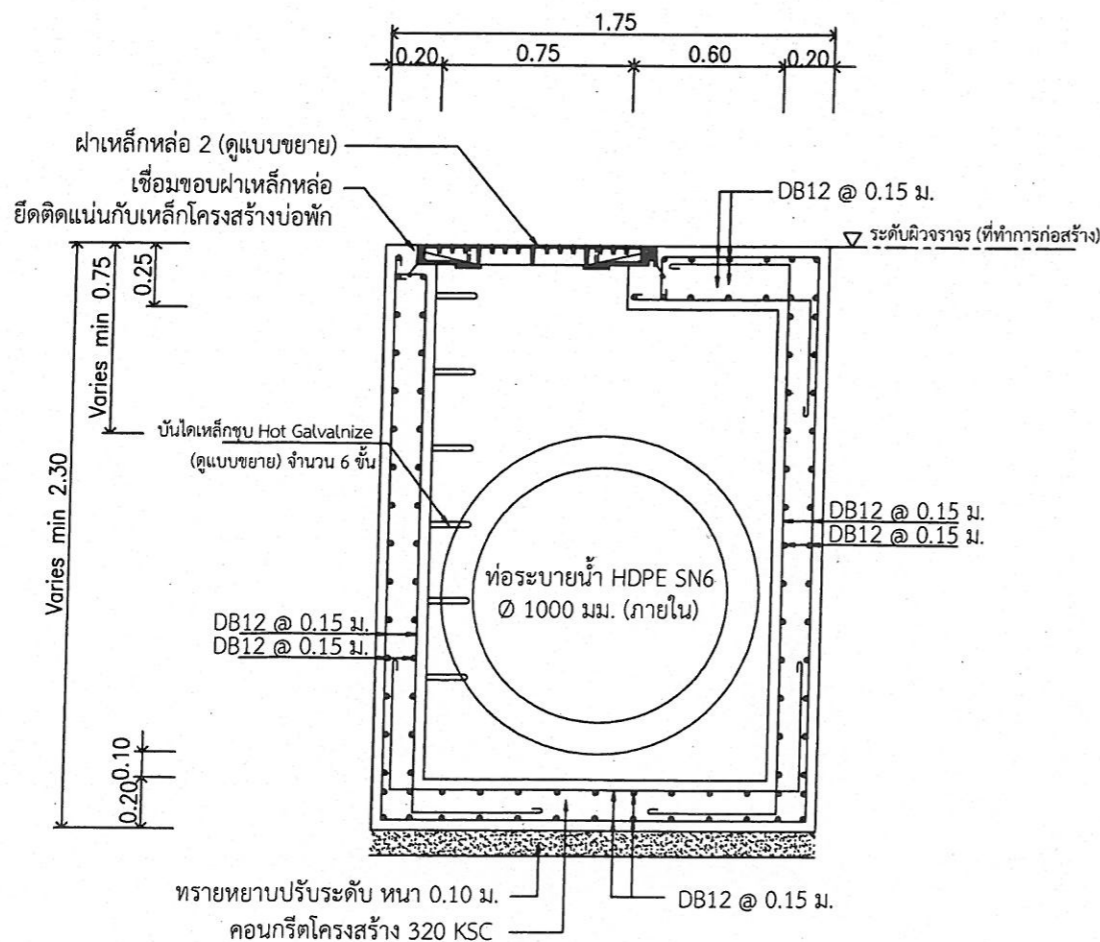 1.75
0.20
0.75
0.60
0.20
ฝาเหล็กหล่อ 2 (ดูแบบขยาย)
เชื่อมขอบฝาเหล็กหล่อ
ยึดติดแน่นกับเหล็กโครงสร้างบ่อพัก
DB12 @ 0.15 ม.
ระดับผิวจราจร (ที่ทำการก่อสร้าง)
0.25
Varies min 0.75
Varies min 2.30
บันไดเหล็กชุบ Hot Galvalnize
(ดูแบบขยาย) จำนวน 6 ขั้น
DB12 @ 0.15 ม.
DB12 @ 0.15 ม.
ท่อระบายน้ำ HDPE SN6
Ø 1000 มม. (ภายใน)
DB12 @ 0.15 ม.
DB12 @ 0.15 ม.
0.10
0.20
ทรายหยาบปรับระดับ หนา 0.10 ม.
DB12 @ 0.15 ม.
คอนกรีตโครงสร้าง 320 KSC